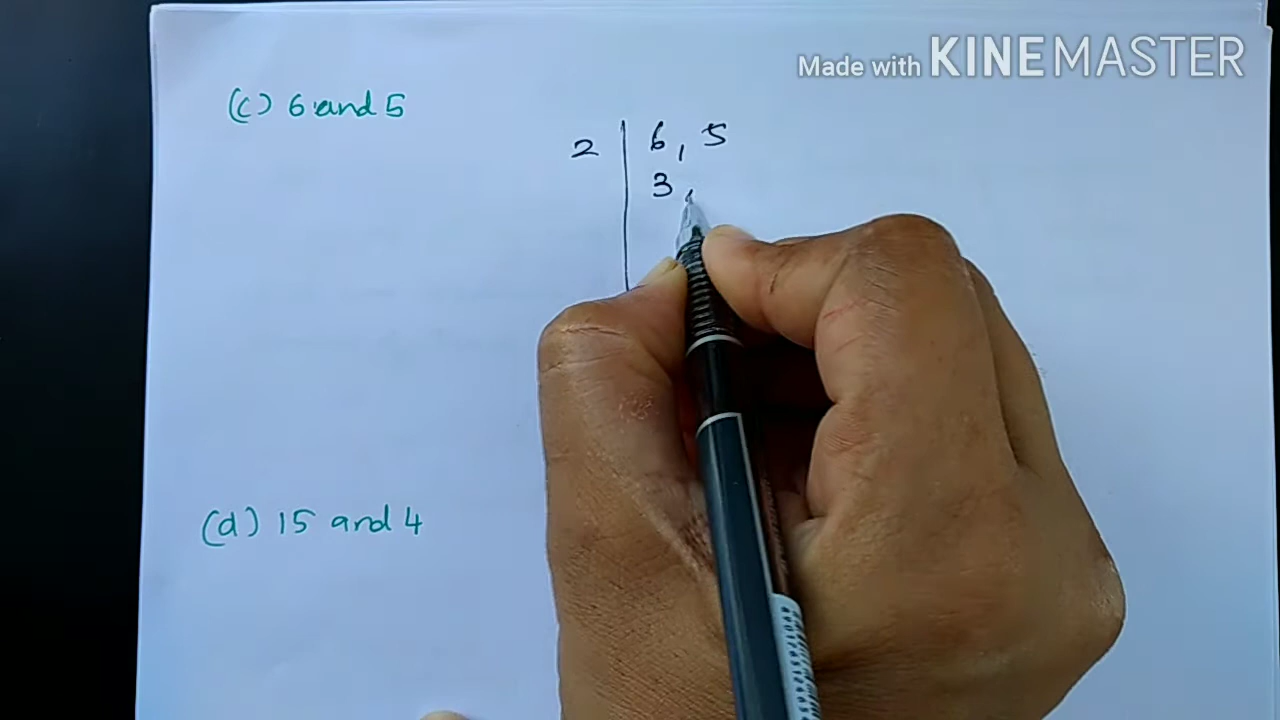 Made with KINEMASTER
(c) 6 and 5
2 | 6, 5
3,
(d) 15 and 4